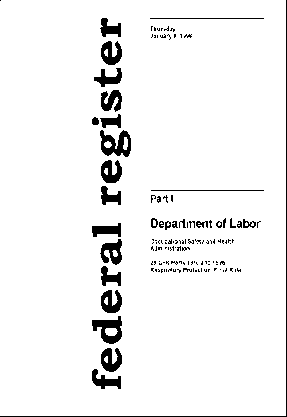 federal register
Thursday
January 8, 1998
Part II
Department of Labor
Occupational Safety and Health
Administration
29 CFR Parts 1910 and 1926
Respiratory Protection; Final Rule